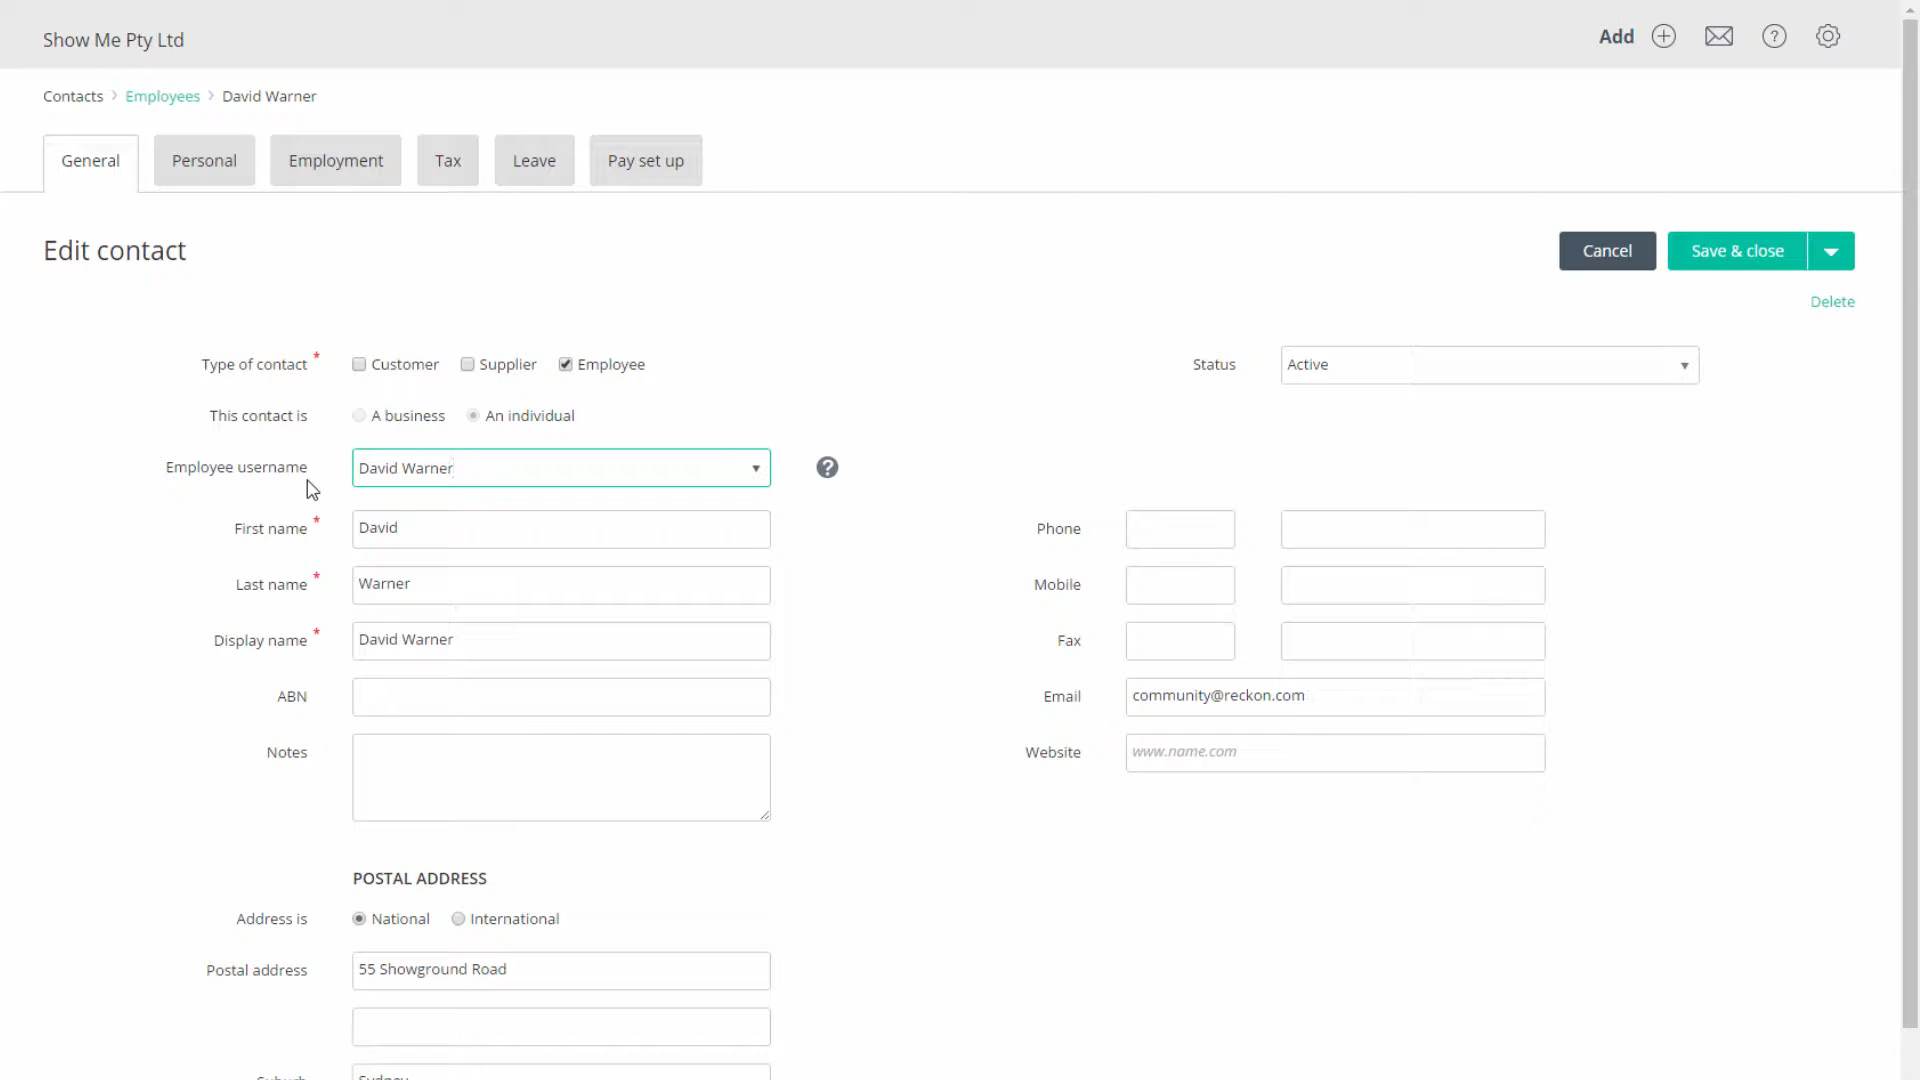 Show Me Pty Ltd
Add
Contacts > Employees > David Warner
General Personal Employment Tax Leave Pay set up
Edit contact
Cancel Save & close
Delete
Type of contact * Customer Supplier Employee Status Active
This contact is A business An individual
Employee username David Warner ?
First name * David Phone
Last name * Warner Mobile
Display name * David Warner Fax
ABN Email community@reckon.com
Notes Website www.name.com
POSTAL ADDRESS
Address is National International
Postal address 55 Showground Road
Suburb Sydney